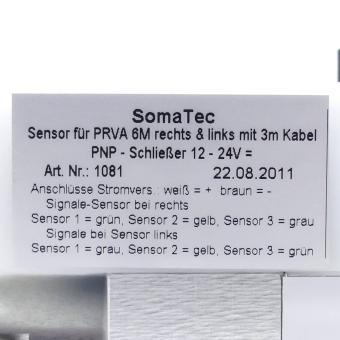 SomaTec
Sensor für PRVA 6M rechts & links mit 3m Kabel
PNP - Schließer 12 - 24V =
Art. Nr.: 1081 22.08.2011
Anschlüsse Stromvers.: weiß = + braun = -
Signale-Sensor bei rechts
Sensor 1 = grün, Sensor 2 = gelb, Sensor 3 = grau
Signale bei Sensor links
Sensor 1 = grau, Sensor 2 = gelb, Sensor 3 = grün